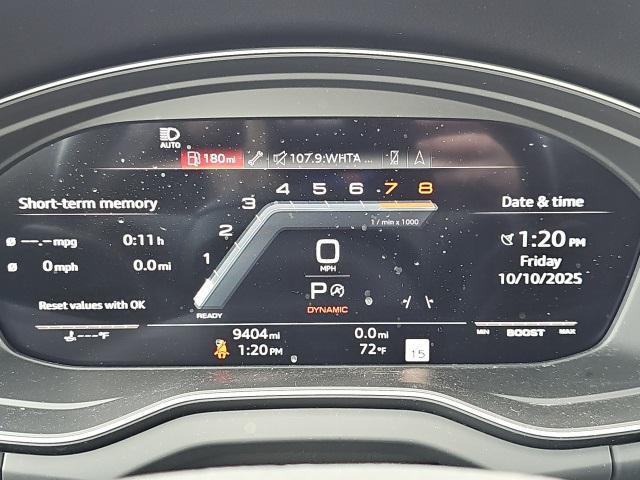 AUTO
180 mi 107.9:WHTA ...
Short-term memory
--.- mpg 0:11 h
0 mph 0.0 mi
Reset values with OK
---°F
1 2 3 4 5 6 7 8
1 / min x 1000
0
MPH
P
DYNAMIC
READY
Date & time
1:20 PM
Friday
10/10/2025
9404 mi 0.0 mi
1:20 PM 72°F 15
MIN BOOST MAX